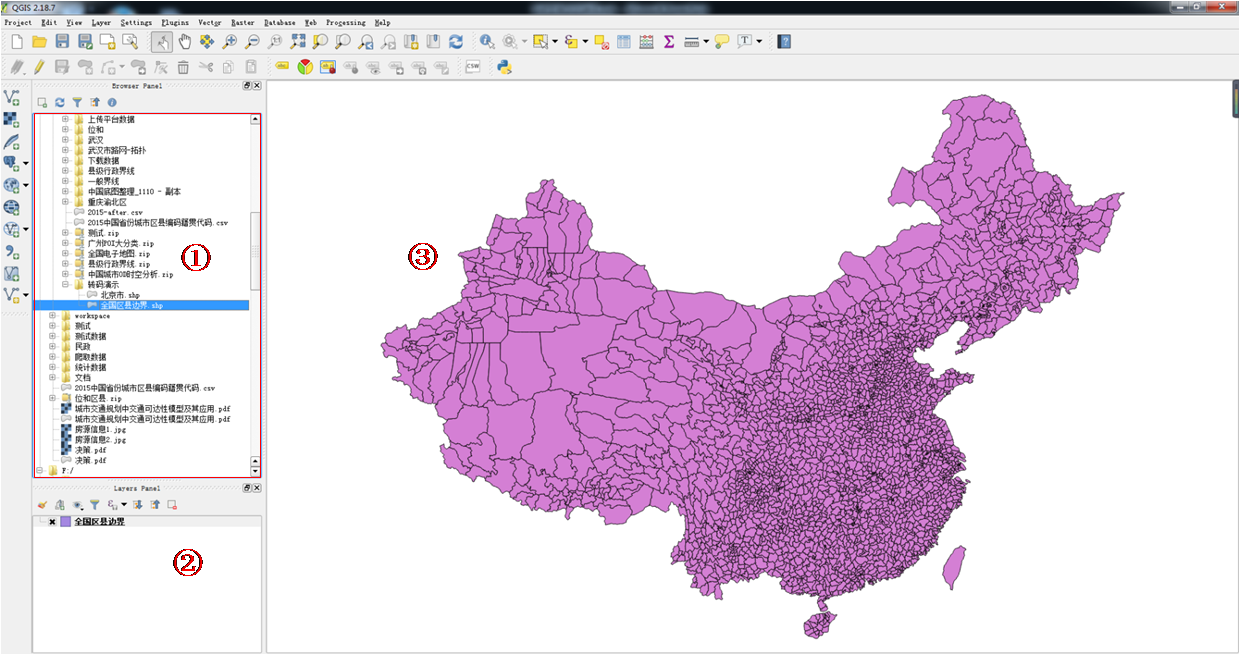 QGIS 2.18.7
Project Edit View Layer Settings Plugins Vector Raster Database Web Processing Help
Browser Panel
上传平台数据
位和
武汉
武汉市路网-拓扑
下载数据
县级行政界线
一般界线
中国底图整理_1110 - 副本
重庆渝北区
2015-after.csv
2015中国省份城市区县编码籍贯代码.csv
测试.zip
广州POI大分类.zip
全国电子地图.zip
县级行政界线.zip
中国城市OD时空分析.zip
转码演示
北京市.shp
全国区县边界.shp
workspace
测试
测试数据
民政
爬取数据
统计数据
文档
2015中国省份城市区县编码籍贯代码.csv
位和区县.zip
城市交通规划中交通可达性模型及其应用.pdf
城市交通规划中交通可达性模型及其应用.pdf
房源信息1.jpg
房源信息2.jpg
决策.pdf
决策.pdf
F:/
①
Layers Panel
全国区县边界
②
③
CSW